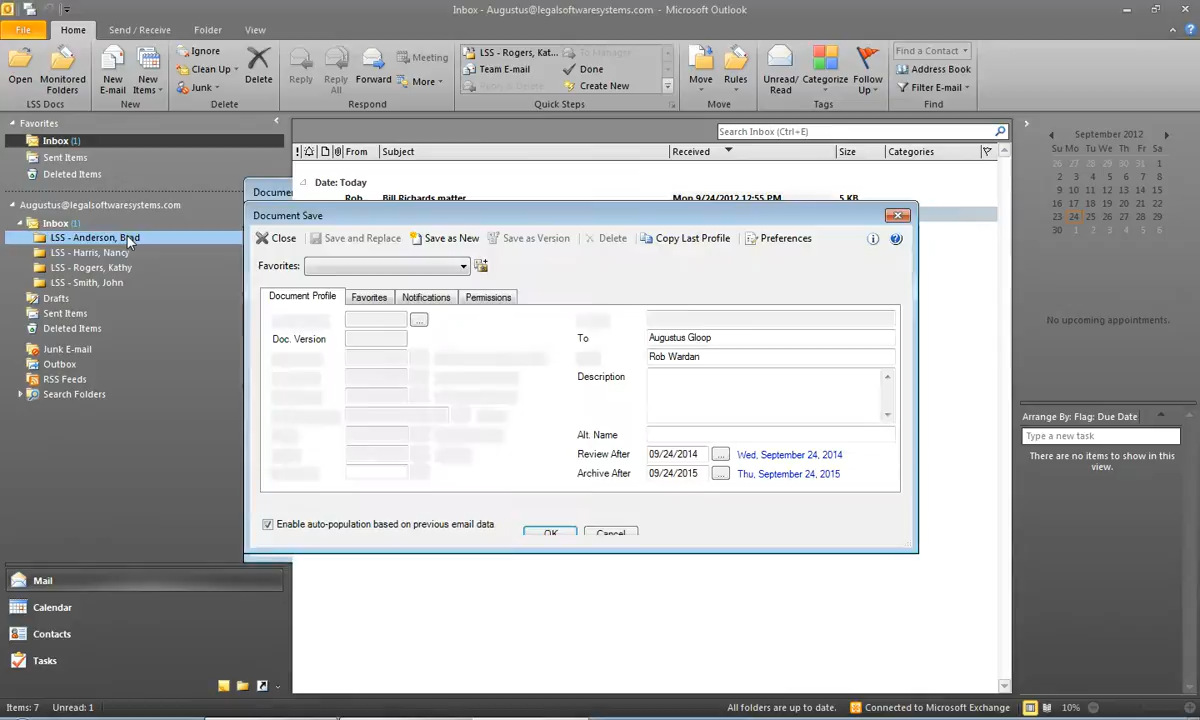 Inbox - Augustus@legalsoftwaresystems.com - Microsoft Outlook
File Home Send / Receive Folder View
Open Monitored Folders
LSS Docs
New E-mail New Items
New
Ignore
Clean Up
Junk
Delete
Delete
Reply Reply All Forward
Meeting
More
Respond
LSS - Rogers, Kat... To Manager
Team E-mail Done
Create New
Quick Steps
Move Rules
Move
Unread/ Read Categorize Follow Up
Tags
Find a Contact
Address Book
Filter E-mail
Find
Favorites
Inbox (1)
Sent Items
Deleted Items
Augustus@legalsoftwaresystems.com
Inbox (1)
LSS - Anderson, Brad
LSS - Harris, Nancy
LSS - Rogers, Kathy
LSS - Smith, John
Drafts
Sent Items
Deleted Items
Junk E-mail
Outbox
RSS Feeds
Search Folders
Mail
Calendar
Contacts
Tasks
Search Inbox (Ctrl+E)
From Subject Received Size Categories
Date: Today
Rob Bill Richards matter Mon 9/24/2012 12:55 PM 5 KB
Document
Document Save
Close Save and Replace Save as New Save as Version Delete Copy Last Profile Preferences
Favorites:
Document Profile Favorites Notifications Permissions
Doc. Version
To Augustus Gloop
Rob Wardan
Description
Alt. Name
Review After 09/24/2014 ... Wed, September 24, 2014
Archive After 09/24/2015 ... Thu, September 24, 2015
Enable auto-population based on previous email data
OK Cancel
September 2012
Su Mo Tu We Th Fr Sa
26 27 28 29 30 31 1
2 3 4 5 6 7 8
9 10 11 12 13 14 15
16 17 18 19 20 21 22
23 24 25 26 27 28 29
30 1 2 3 4 5 6
No upcoming appointments.
Arrange By: Flag: Due Date
Type a new task
There are no items to show in this view.
Items: 7 Unread: 1
All folders are up to date. Connected to Microsoft Exchange 10%